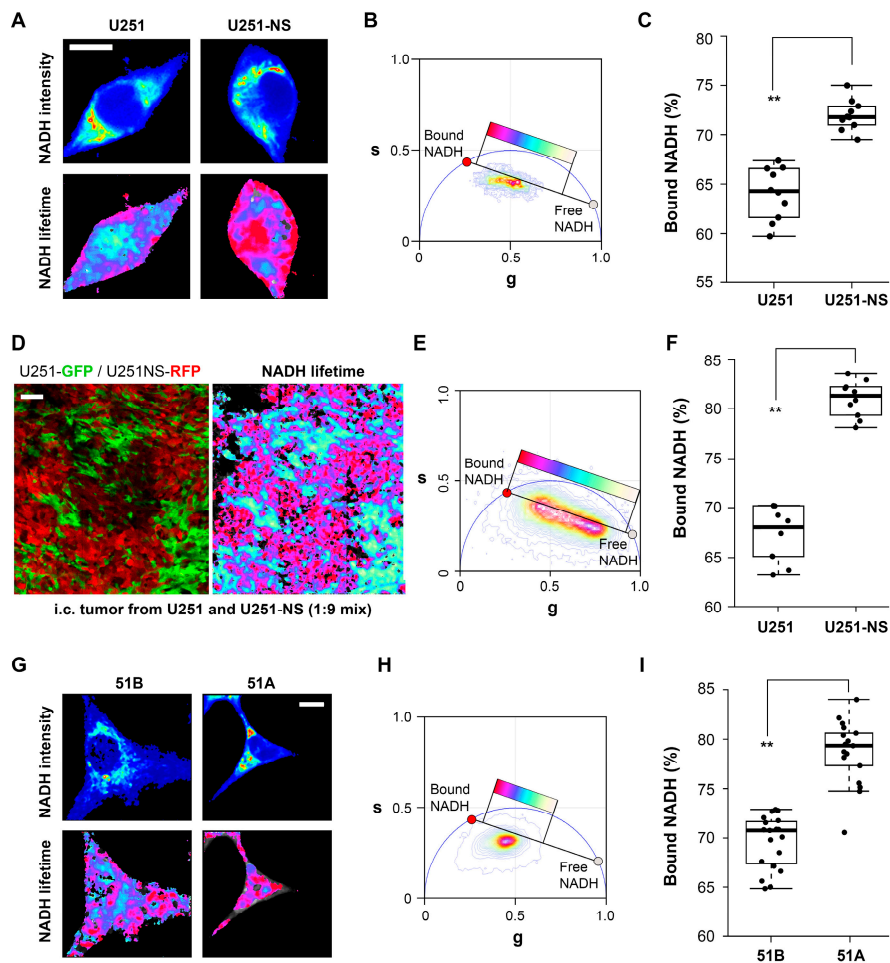 A
U251
U251-NS
NADH intensity
NADH lifetime
B
1.0
s
0.5
0
Bound
NADH
Free
NADH
0
0.5
1.0
g
C
Bound NADH (%)
80
75
70
65
60
55
**
U251
U251-NS
D
U251-GFP / U251NS-RFP
NADH lifetime
i.c. tumor from U251 and U251-NS (1:9 mix)
E
1.0
s
0.5
0
Bound
NADH
Free
NADH
0
0.5
1.0
g
F
Bound NADH (%)
85
80
75
70
65
60
**
U251
U251-NS
G
51B
51A
NADH intensity
NADH lifetime
H
1.0
s
0.5
0
Bound
NADH
Free
NADH
0
0.5
1.0
g
I
Bound NADH (%)
85
80
75
70
65
60
**
51B
51A